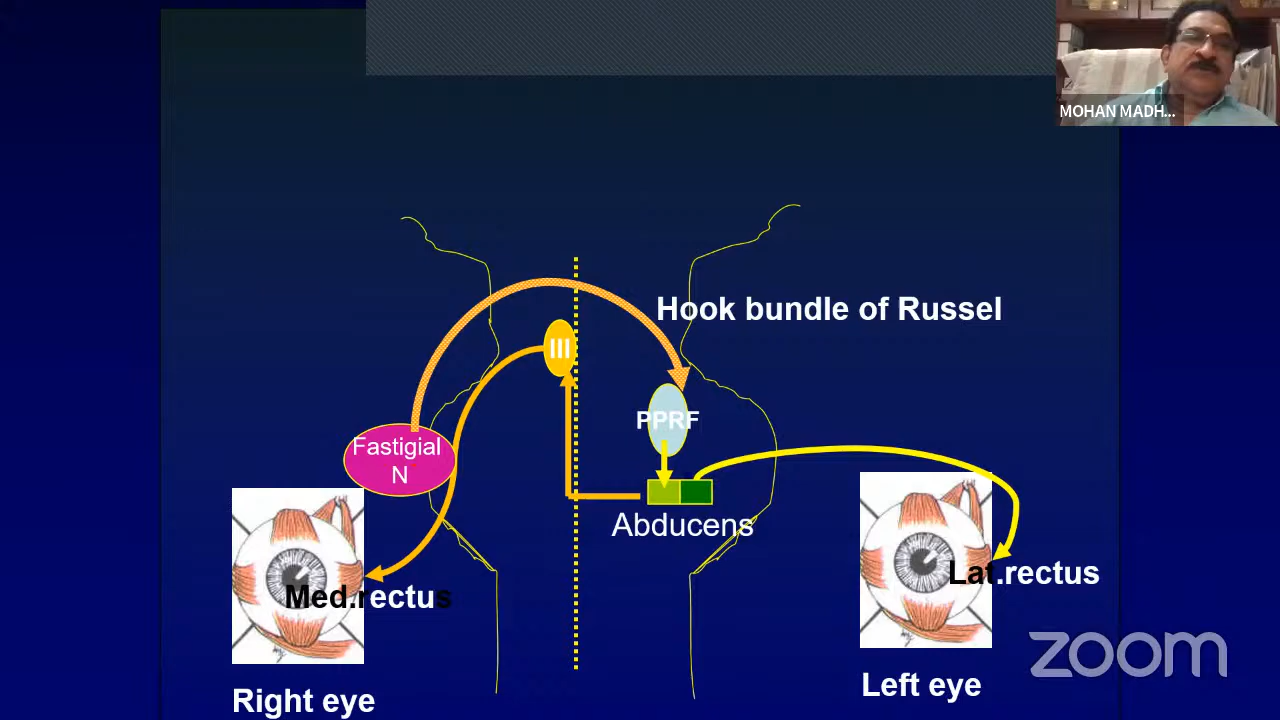 MOHAN MADH...
Hook bundle of Russel
III
PPRF
Fastigial
N
Abducens
Lat.rectus
Med.rectus
zoom
Left eye
Right eye